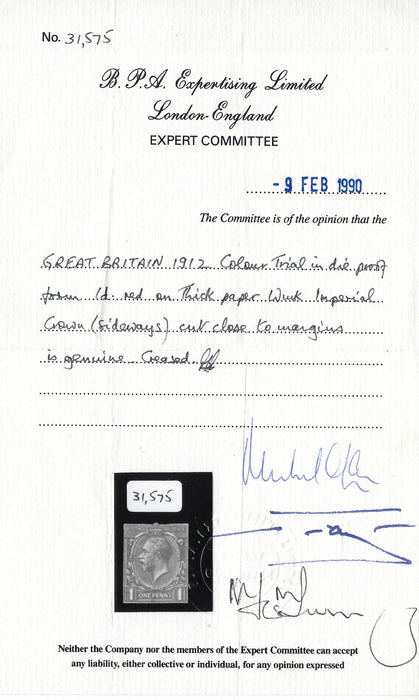 No. 31,575
B.P.A. Expertising Limited
London-England
EXPERT COMMITTEE
- 9 FEB 1990
The Committee is of the opinion that the
GREAT BRITAIN 1912 Colour Trial in die proof
form 1d red on Thick paper Wmk Imperial
Crown (sideways) cut close to margins
is genuine. Creased
31,575
ONE PENNY
1 1
Neither the Company nor the members of the Expert Committee can accept
any liability, either collective or individual, for any opinion expressed